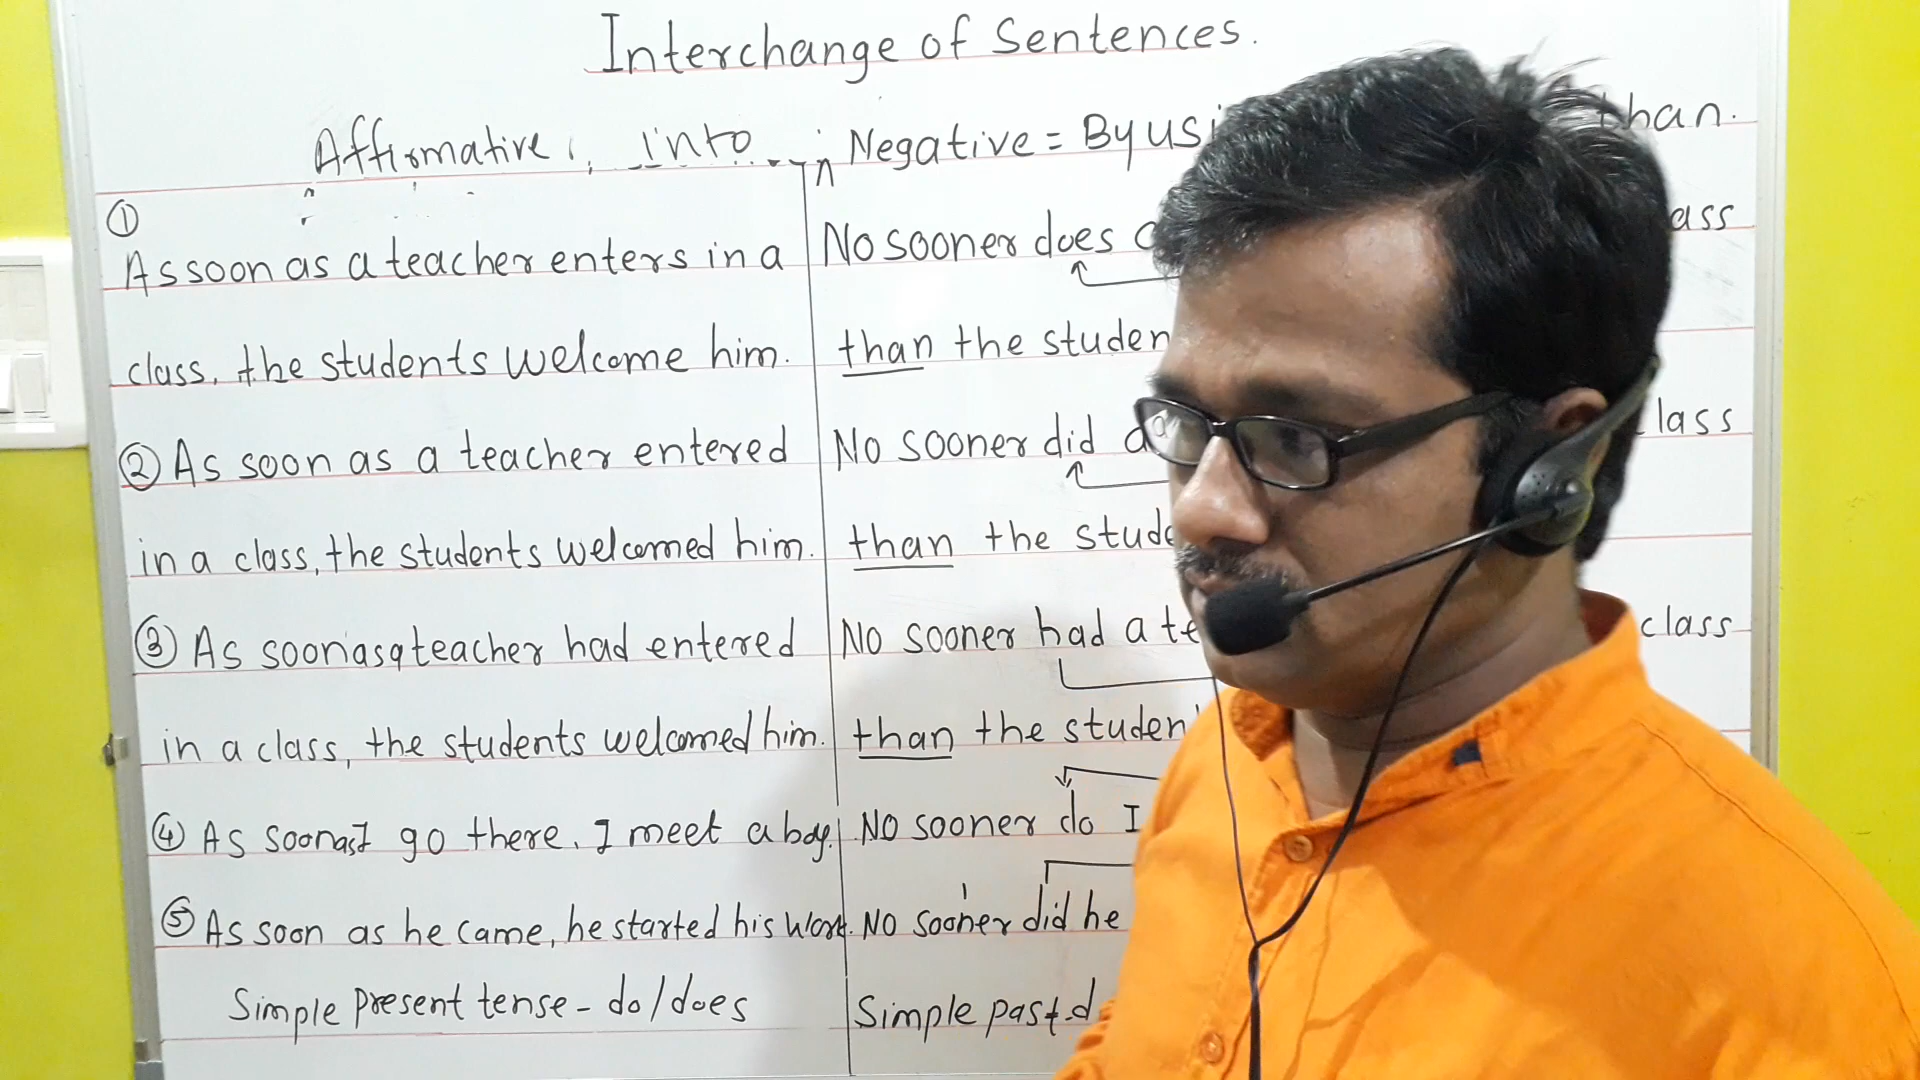 Interchange of Sentences.
Affirmative into Negative = By usi than.
①
As soon as a teacher enters in a
class, the students welcome him.
② As soon as a teacher entered
in a class, the students welcomed him.
③ As soon as a teacher had entered
in a class, the students welcomed him.
④ As soon as I go there, I meet a boy.
⑤ As soon as he came, he started his work.
Simple present tense - do/does
No sooner does ass
than the studen
No sooner did lass
than the stude
No sooner had a te class
than the studen
No sooner do I
No sooner did he
Simple past - d